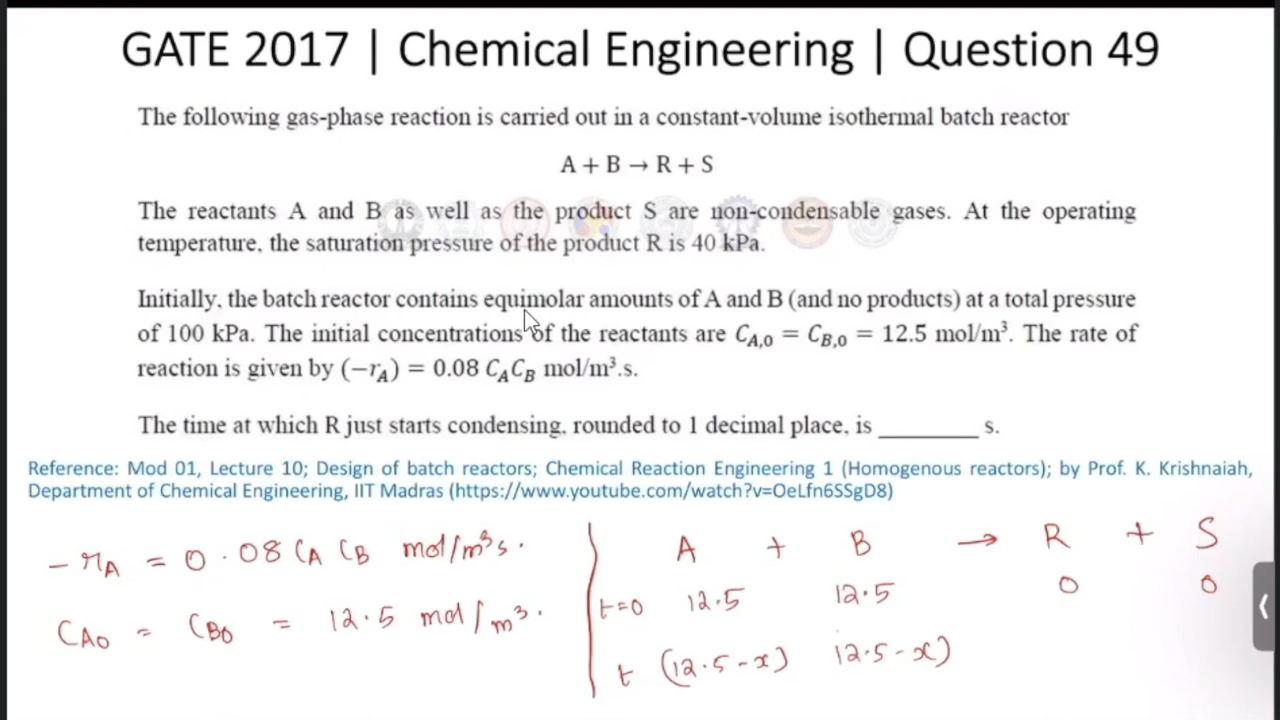 GATE 2017 | Chemical Engineering | Question 49
The following gas-phase reaction is carried out in a constant-volume isothermal batch reactor
A + B → R + S
The reactants A and B as well as the product S are non-condensable gases. At the operating
temperature, the saturation pressure of the product R is 40 kPa.
Initially, the batch reactor contains equimolar amounts of A and B (and no products) at a total pressure
of 100 kPa. The initial concentrations of the reactants are C_{A,0} = C_{B,0} = 12.5 mol/m³. The rate of
reaction is given by (−r_A) = 0.08 C_A C_B mol/m³.s.
The time at which R just starts condensing, rounded to 1 decimal place, is ________ s.
Reference: Mod 01, Lecture 10; Design of batch reactors; Chemical Reaction Engineering 1 (Homogenous reactors); by Prof. K. Krishnaiah,
Department of Chemical Engineering, IIT Madras (https://www.youtube.com/watch?v=OeLfn6SSgD8)
− r_A = 0.08 C_A C_B mol/m³s.
C_{A0} = C_{B0} = 12.5 mol/m³.
A + B → R + S
t=0 12.5 12.5 0 0
t (12.5-x) 12.5-x)